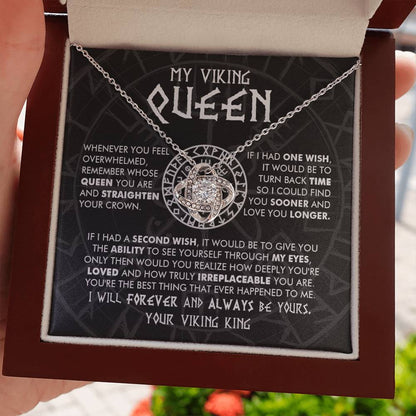 MY VIKING
QUEEN
WHENEVER YOU FEEL
OVERWHELMED,
REMEMBER WHOSE
QUEEN YOU ARE
AND STRAIGHTEN
YOUR CROWN.
IF I HAD ONE WISH,
IT WOULD BE TO
TURN BACK TIME
SO I COULD FIND
YOU SOONER AND
LOVE YOU LONGER.
IF I HAD A SECOND WISH, IT WOULD BE TO GIVE YOU
THE ABILITY TO SEE YOURSELF THROUGH MY EYES,
ONLY THEN WOULD YOU REALIZE HOW DEEPLY YOU'RE
LOVED AND HOW TRULY IRREPLACEABLE YOU ARE.
YOU'RE THE BEST THING THAT EVER HAPPENED TO ME.
I WILL FOREVER AND ALWAYS BE YOURS,
YOUR VIKING KING